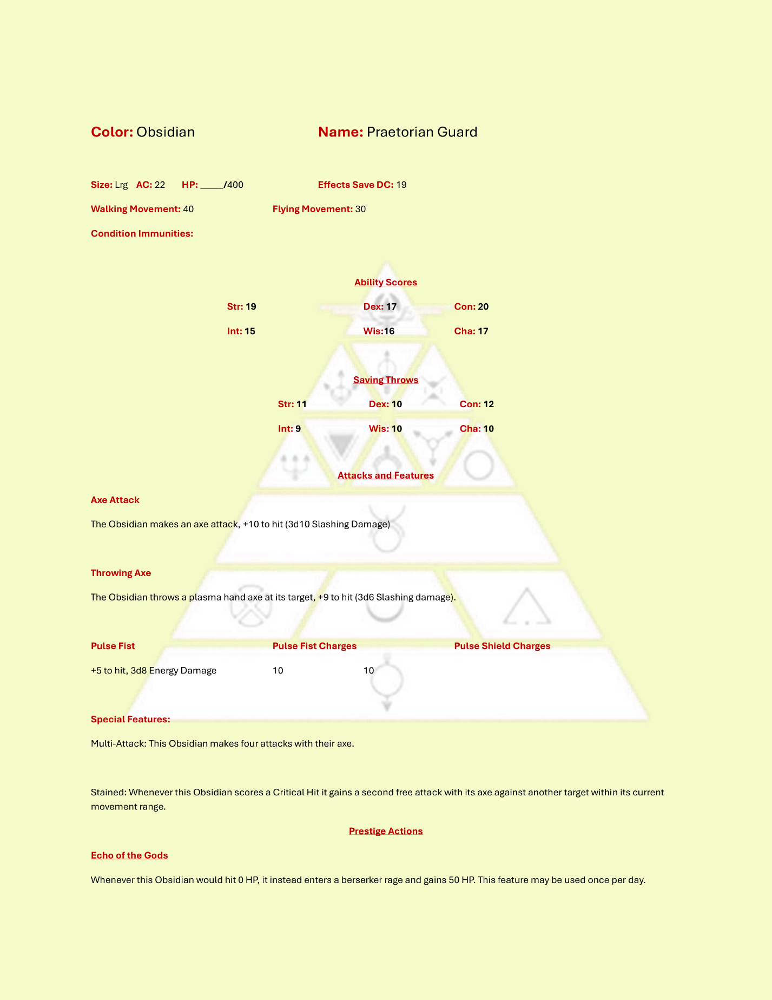 Color: Obsidian Name: Praetorian Guard
Size: Lrg AC: 22 HP: _____/400 Effects Save DC: 19
Walking Movement: 40 Flying Movement: 30
Condition Immunities:
Ability Scores
Str: 19 Dex: 17 Con: 20
Int: 15 Wis:16 Cha: 17
Saving Throws
Str: 11 Dex: 10 Con: 12
Int: 9 Wis: 10 Cha: 10
Attacks and Features
Axe Attack
The Obsidian makes an axe attack, +10 to hit (3d10 Slashing Damage)
Throwing Axe
The Obsidian throws a plasma hand axe at its target, +9 to hit (3d6 Slashing damage).
Pulse Fist Pulse Fist Charges Pulse Shield Charges
+5 to hit, 3d8 Energy Damage 10 10
Special Features:
Multi-Attack: This Obsidian makes four attacks with their axe.
Stained: Whenever this Obsidian scores a Critical Hit it gains a second free attack with its axe against another target within its current
movement range.
Prestige Actions
Echo of the Gods
Whenever this Obsidian would hit 0 HP, it instead enters a berserker rage and gains 50 HP. This feature may be used once per day.